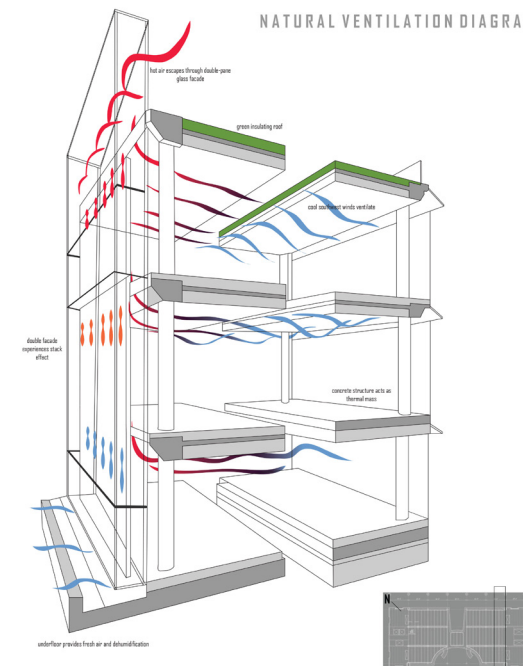 NATURAL VENTILATION DIAGRA
hot air escapes through double-pane
glass facade
green insulating roof
cool southwest winds ventilate
double facade
experiences stack
effect
concrete structure acts as
thermal mass
underfloor provides fresh air and dehumidification
N